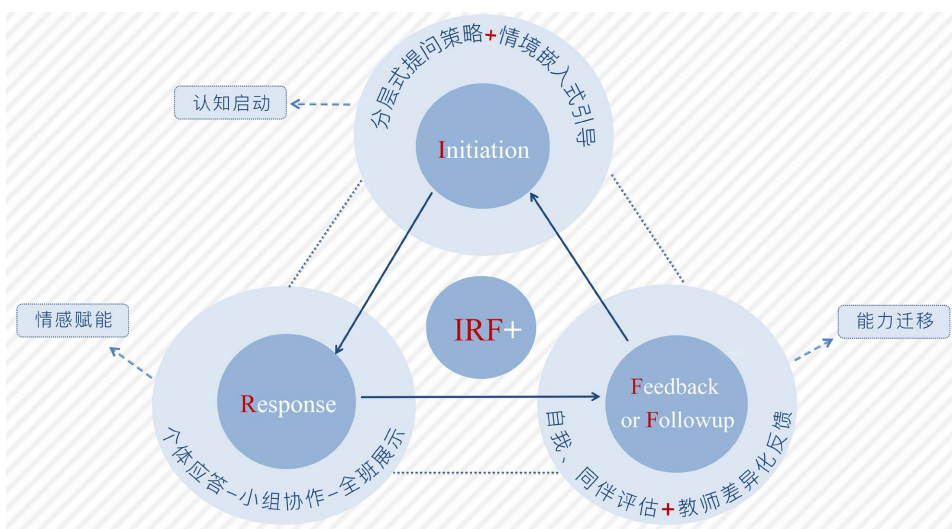 分层式提问策略+情境嵌入式引导
认知启动
Initiation
情感赋能
IRF+
能力迁移
Response
Feedback
or Followup
个体应答-小组协作-全班展示
自我、同伴评估+教师差异化反馈